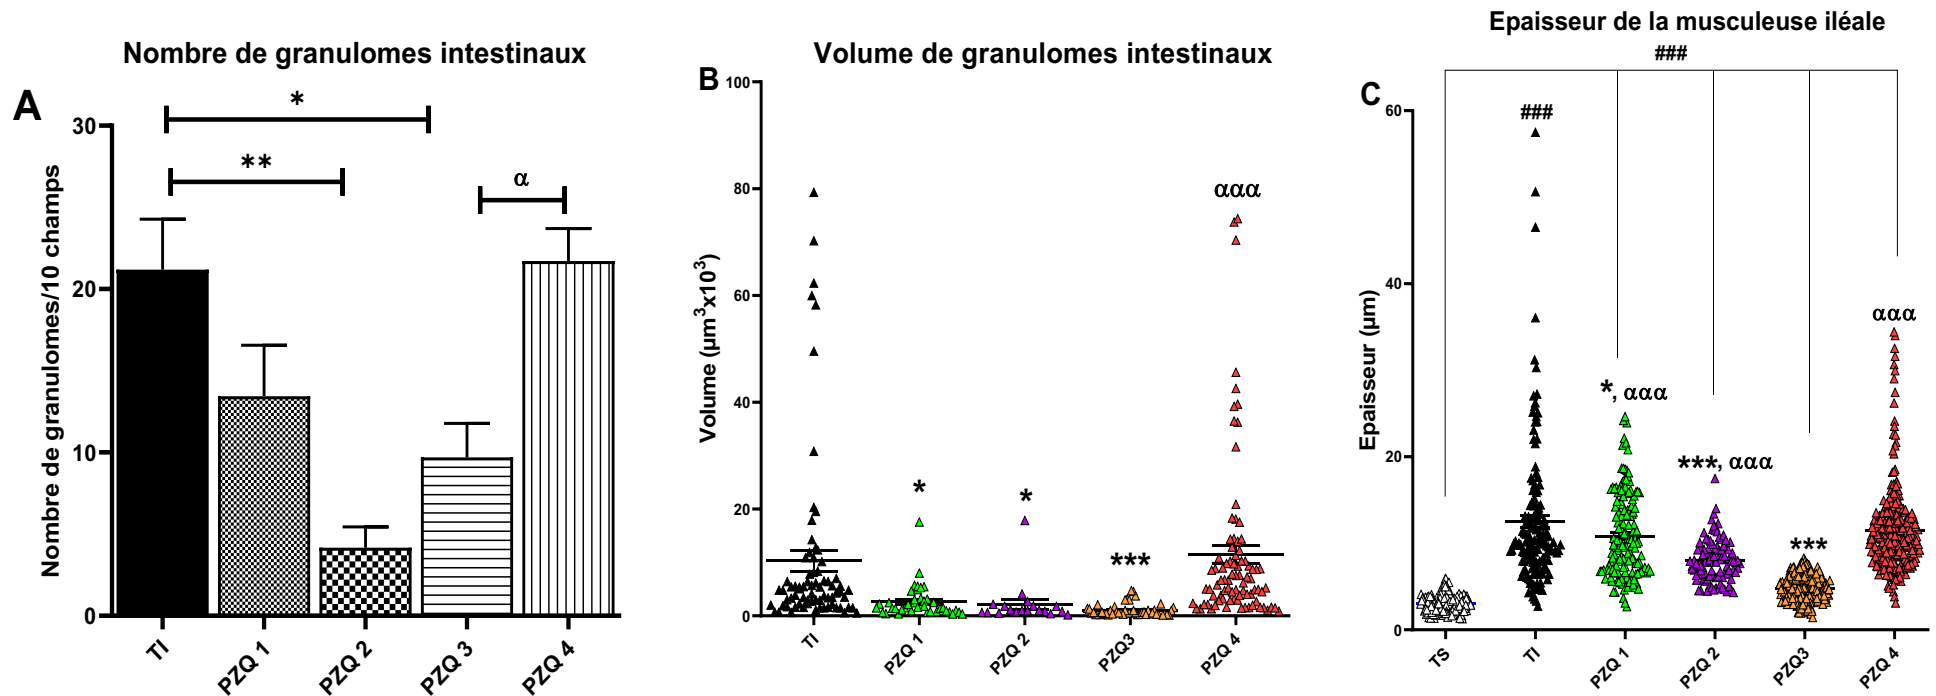 A
Nombre de granulomes intestinaux
Nombre de granulomes/10 champs
30
20
10
0
*
**
α
TI
PZQ 1
PZQ 2
PZQ 3
PZQ 4
B
Volume de granulomes intestinaux
Volume (µm³x10³)
100
80
60
40
20
0
*
*
***
ααα
TI
PZQ 1
PZQ 2
PZQ3
PZQ 4
C
Epaisseur de la musculeuse iléale
###
Epaisseur (µm)
60
40
20
0
###
*, ααα
***, ααα
***
ααα
TS
TI
PZQ 1
PZQ 2
PZQ3
PZQ 4